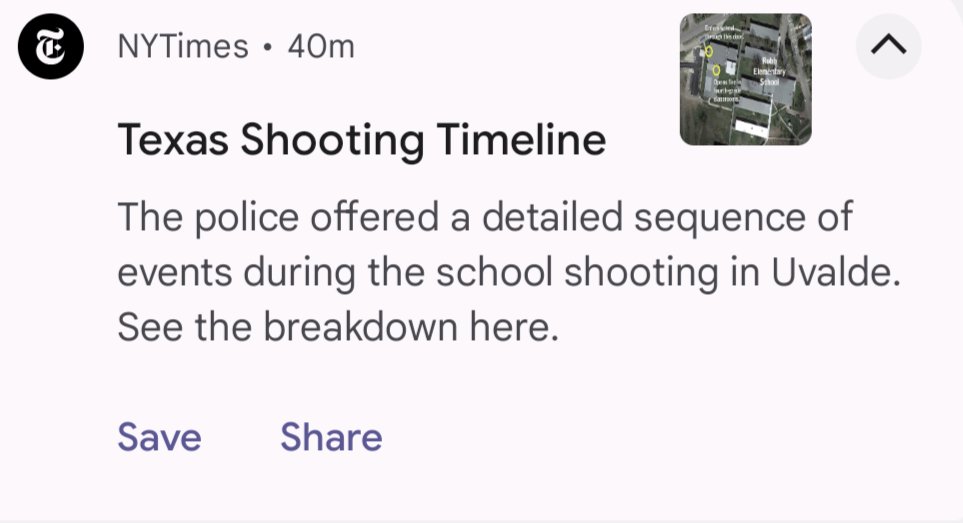 NYTimes • 40m
Texas Shooting Timeline
The police offered a detailed sequence of
events during the school shooting in Uvalde.
See the breakdown here.
Save Share
Robb
Elementary
School